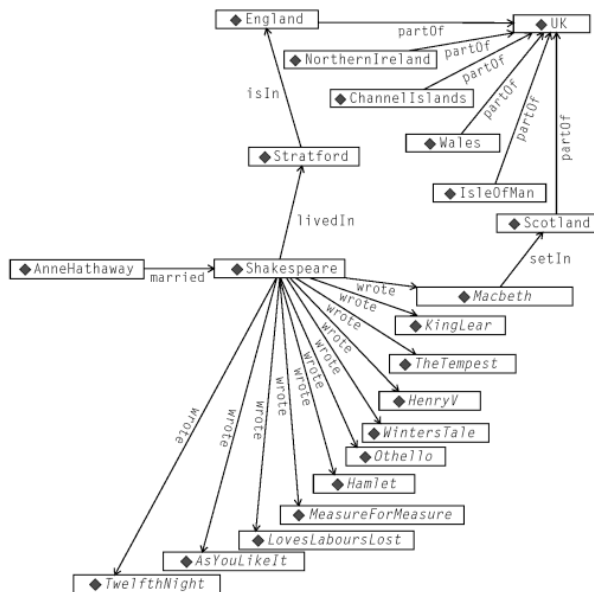 England
UK
partOf
NorthernIreland
partOf
ChannelIslands
partOf
isIn
Wales
partOf
Stratford
partOf
IsleOfMan
partOf
livedIn
Scotland
setIn
AnneHathaway
married
Shakespeare
wrote
Macbeth
wrote
KingLear
wrote
TheTempest
wrote
HenryV
wrote
WintersTale
wrote
Othello
wrote
Hamlet
wrote
MeasureForMeasure
wrote
LovesLaboursLost
wrote
AsYouLikeIt
wrote
TwelfthNight